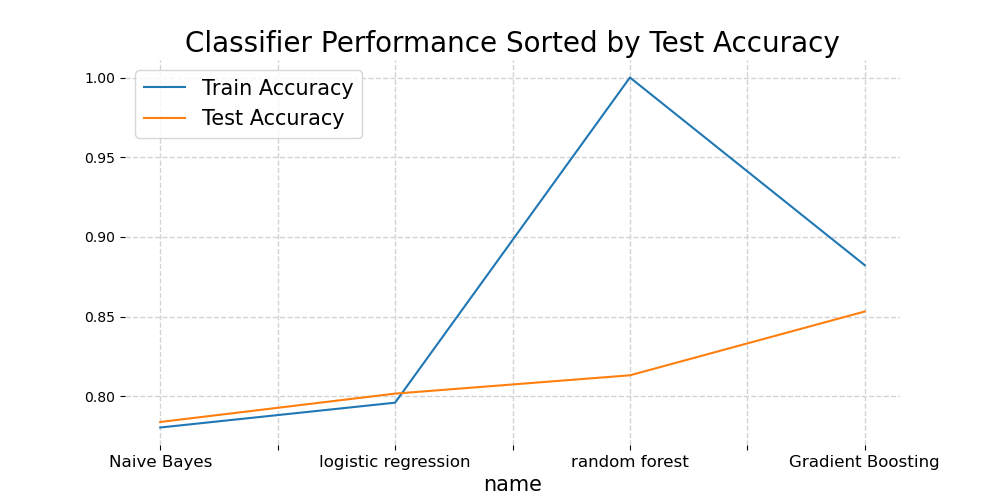 Classifier Performance Sorted by Test Accuracy
Train Accuracy
Test Accuracy
1.00
0.95
0.90
0.85
0.80
Naive Bayes
logistic regression
random forest
Gradient Boosting
name